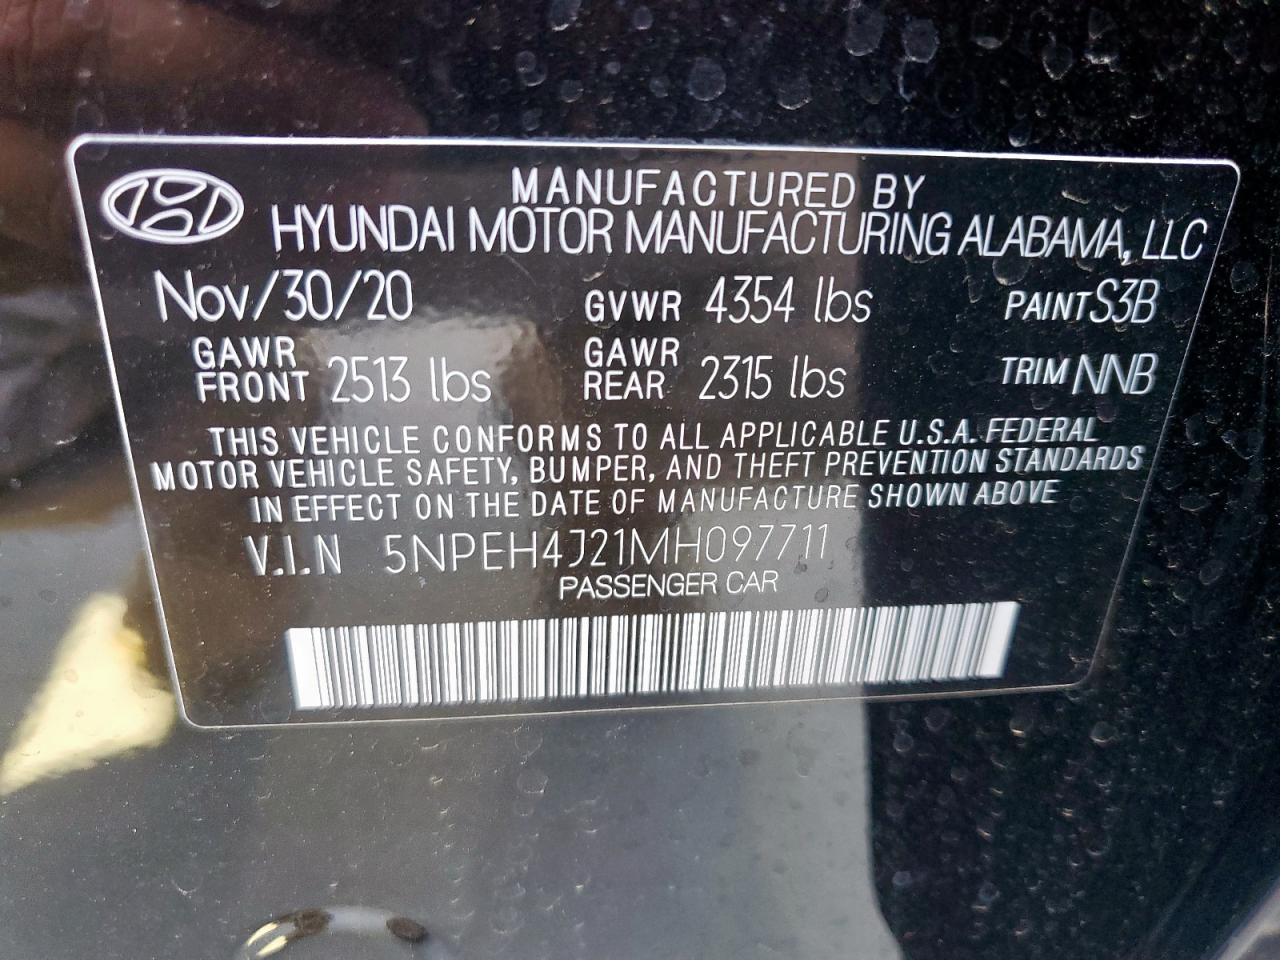 MANUFACTURED BY
HYUNDAI MOTOR MANUFACTURING ALABAMA, LLC
Nov/30/20 GVWR 4354 lbs PAINT S3B
GAWR FRONT 2513 lbs GAWR REAR 2315 lbs TRIM NNB
THIS VEHICLE CONFORMS TO ALL APPLICABLE U.S.A. FEDERAL
MOTOR VEHICLE SAFETY, BUMPER, AND THEFT PREVENTION STANDARDS
IN EFFECT ON THE DATE OF MANUFACTURE SHOWN ABOVE
V.I.N 5NPEH4J21MH097711
PASSENGER CAR